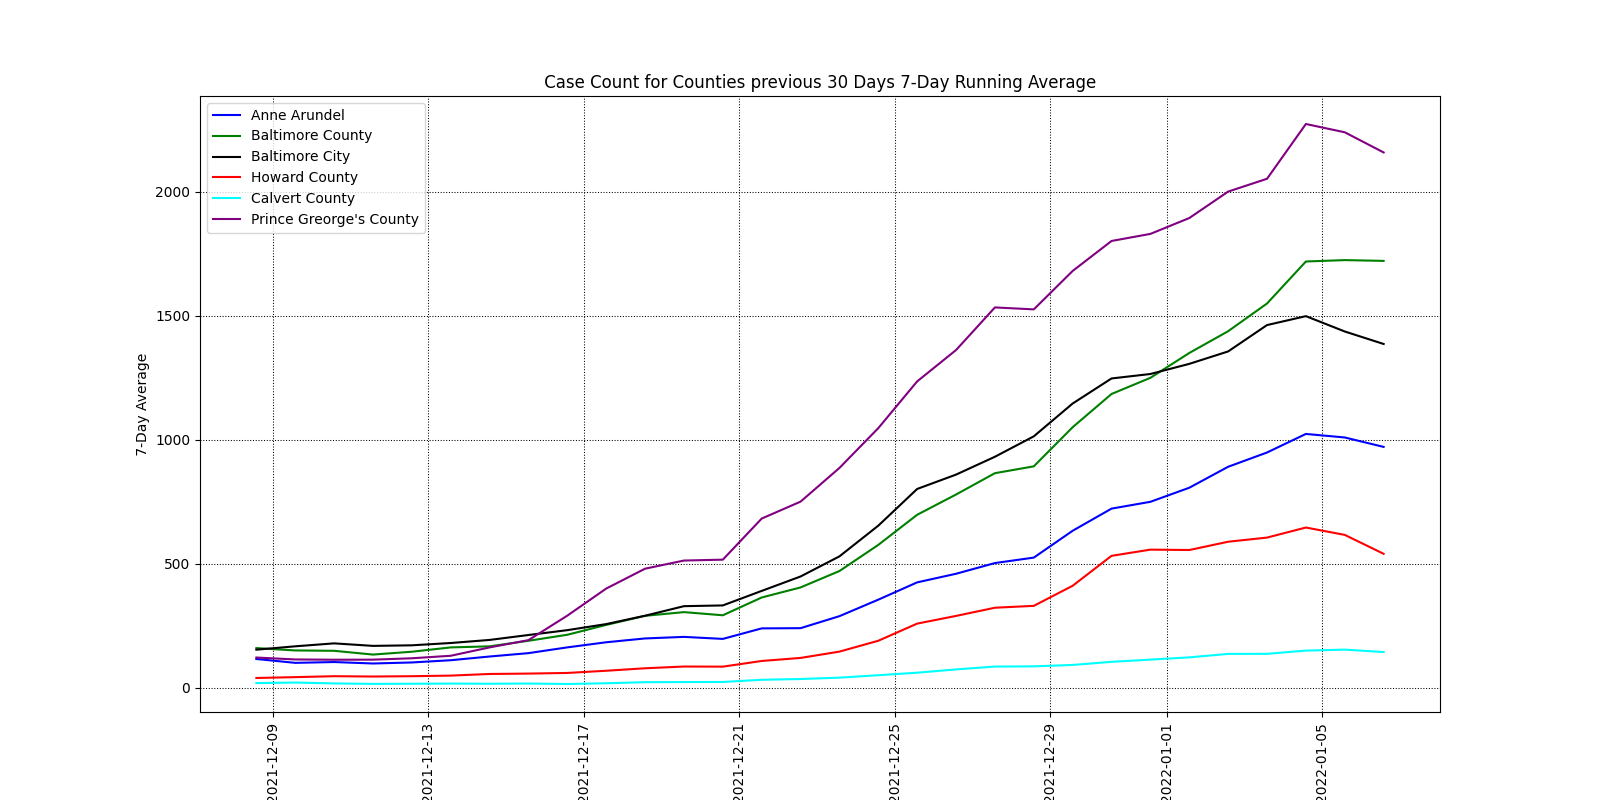 Case Count for Counties previous 30 Days 7-Day Running Average
Anne Arundel
Baltimore County
Baltimore City
Howard County
Calvert County
Prince Greorge's County
7-Day Average
2000
1500
1000
500
0
2021-12-09
2021-12-13
2021-12-17
2021-12-21
2021-12-25
2021-12-29
2022-01-01
2022-01-05